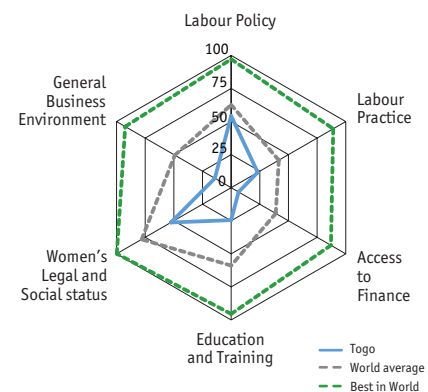 Labour Policy
100
75
50
25
0
General
Business
Environment
Labour
Practice
Women's
Legal and
Social status
Access
to
Finance
Education
and Training
Togo
World average
Best in World